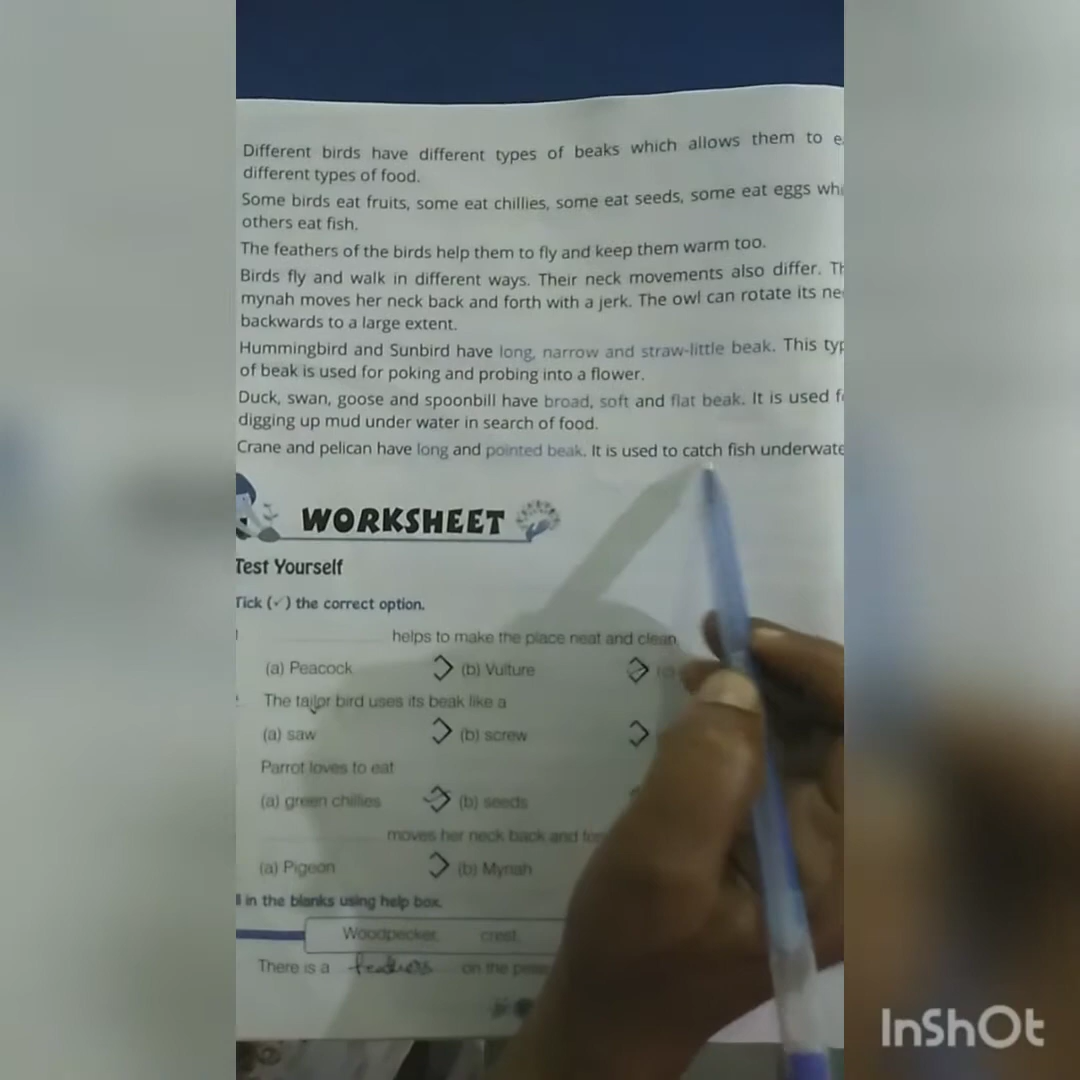 Different birds have different types of beaks which allows them to
different types of food.
Some birds eat fruits, some eat chillies, some eat seeds, some eat eggs
others eat fish.
The feathers of the birds help them to fly and keep them warm too.
Birds fly and walk in different ways. Their neck movements also differ.
mynah moves her neck back and forth with a jerk. The owl can rotate its
backwards to a large extent.
Hummingbird and Sunbird have long, narrow and straw-little beak. This
of beak is used for poking and probing into a flower.
Duck, swan, goose and spoonbill have broad, soft and flat beak. It is used
digging up mud under water in search of food.
Crane and pelican have long and pointed beak. It is used to catch fish
WORKSHEET
Test Yourself
Tick (✓) the correct option.
helps to make the place neat and clean
(a) Peacock (b) Vulture
The tailor bird uses its beak like a
(a) saw (b) screw
Parrot loves to eat
(a) green chillies (b) seeds
moves her neck back and
(a) Pigeon (b) Mynah
in the blanks using help box.
Woodpecker, crest,
There is a feathers on the
InShOt